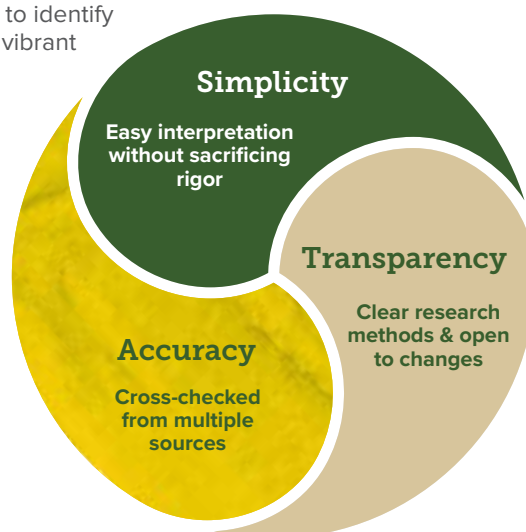 to identify
vibrant
Simplicity
Easy interpretation
without sacrificing
rigor
Transparency
Clear research
methods & open
to changes
Accuracy
Cross-checked
from multiple
sources